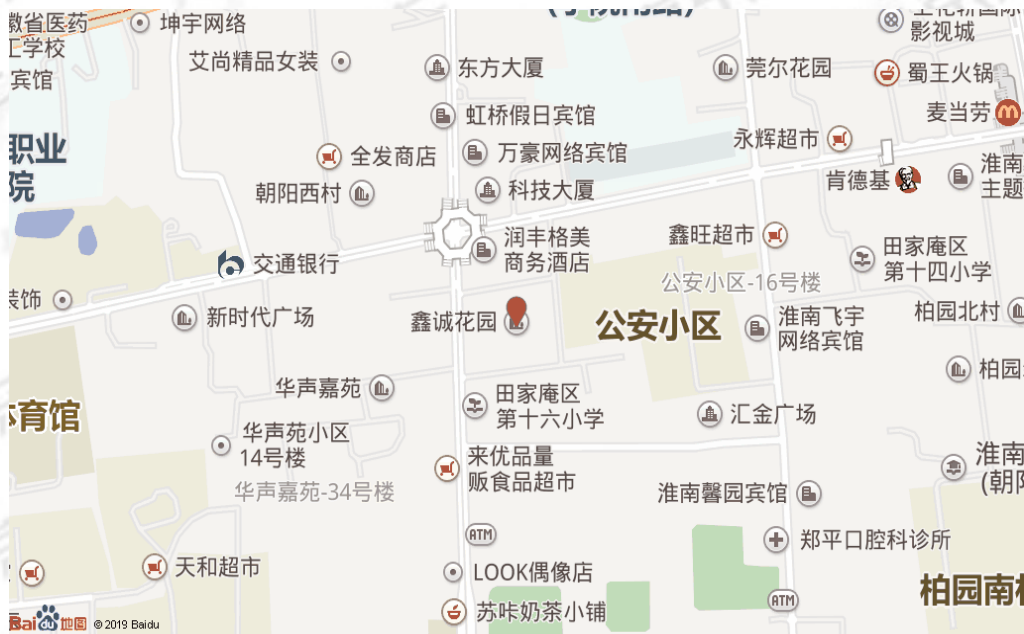 徽省医药
工学校
宾馆
坤宇网络
艾尚精品女装
东方大厦
莞尔花园
影视城
蜀王火锅
麦当劳
虹桥假日宾馆
永辉超市
职业
院
全发商店
万豪网络宾馆
朝阳西村
科技大厦
肯德基
淮南
主题
润丰格美
商务酒店
鑫旺超市
田家庵区
第十四小学
交通银行
公安小区-16号楼
装饰
新时代广场
鑫诚花园
公安小区
淮南飞宇
网络宾馆
柏园北村
柏园
华声嘉苑
田家庵区
第十六小学
汇金广场
体育馆
华声苑小区
14号楼
来优品量
贩食品超市
淮南
(朝阳
华声嘉苑-34号楼
淮南馨园宾馆
ATM
郑平口腔科诊所
天和超市
LOOK偶像店
柏园南村
ATM
苏咔奶茶小铺
Bai du 地图
© 2019 Baidu